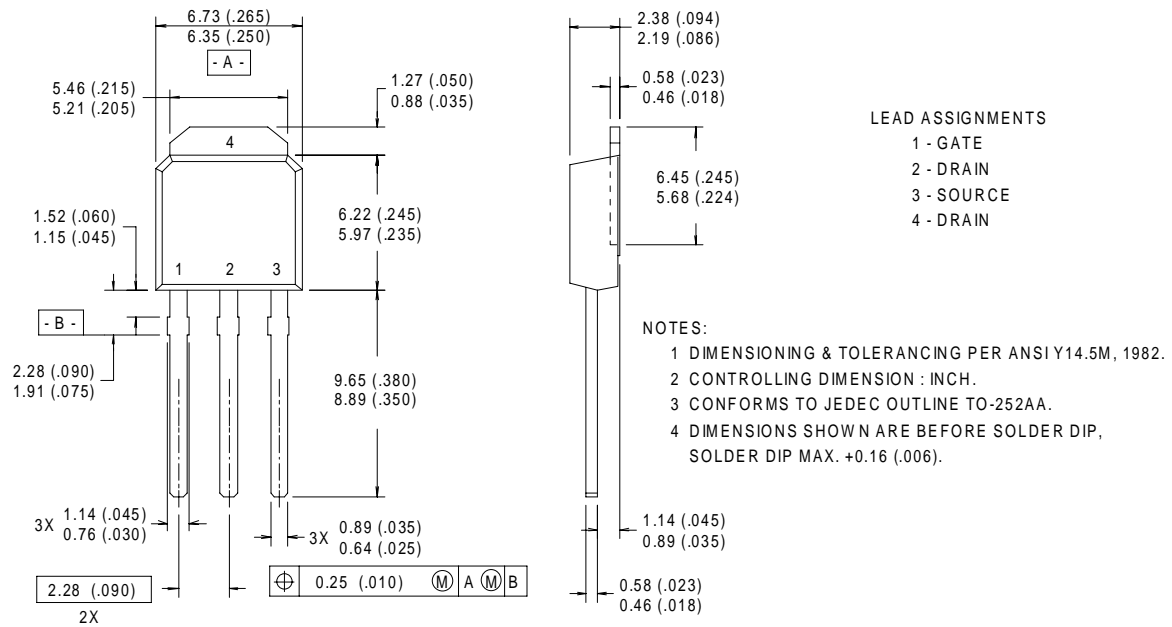 6.73 (.265)
6.35 (.250)
- A -
5.46 (.215)
5.21 (.205)
1.27 (.050)
0.88 (.035)
4
1.52 (.060)
1.15 (.045)
6.22 (.245)
5.97 (.235)
1 2 3
- B -
2.28 (.090)
1.91 (.075)
9.65 (.380)
8.89 (.350)
3X 1.14 (.045)
0.76 (.030)
3X 0.89 (.035)
0.64 (.025)
2.28 (.090)
2X
⌖ 0.25 (.010) Ⓜ A Ⓜ B
2.38 (.094)
2.19 (.086)
0.58 (.023)
0.46 (.018)
6.45 (.245)
5.68 (.224)
1.14 (.045)
0.89 (.035)
0.58 (.023)
0.46 (.018)
LEAD ASSIGNMENTS
1 - GATE
2 - DRAIN
3 - SOURCE
4 - DRAIN
NOTES:
1 DIMENSIONING & TOLERANCING PER ANSI Y14.5M, 1982.
2 CONTROLLING DIMENSION : INCH.
3 CONFORMS TO JEDEC OUTLINE TO-252AA.
4 DIMENSIONS SHOWN ARE BEFORE SOLDER DIP,
SOLDER DIP MAX. +0.16 (.006).